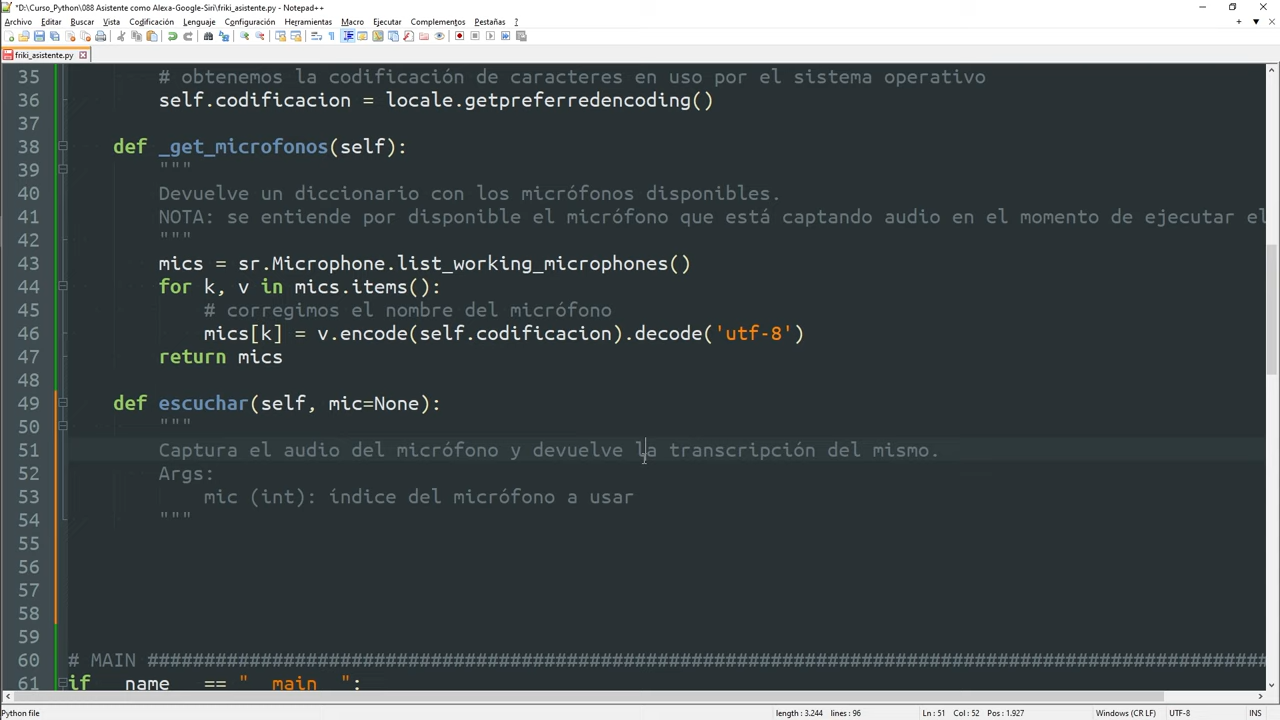 *D:\Curso_Python\088 Asistente como Alexa-Google-Siri\friki_asistente.py - Notepad++
Archivo Editar Buscar Vista Codificación Lenguaje Configuración Herramientas Macro Ejecutar Complementos Pestañas ?
friki_asistente.py
35 # obtenemos la codificación de caracteres en uso por el sistema operativo
36 self.codificacion = locale.getpreferredencoding()
37
38 def _get_microfonos(self):
39 """
40 Devuelve un diccionario con los micrófonos disponibles.
41 NOTA: se entiende por disponible el micrófono que está captando audio en el momento de ejecutar el
42 """
43 mics = sr.Microphone.list_working_microphones()
44 for k, v in mics.items():
45 # corregimos el nombre del micrófono
46 mics[k] = v.encode(self.codificacion).decode('utf-8')
47 return mics
48
49 def escuchar(self, mic=None):
50 """
51 Captura el audio del micrófono y devuelve la transcripción del mismo.
52 Args:
53 mic (int): índice del micrófono a usar
54 """
55
56
57
58
59
60 # MAIN ####################################################################################################
61 if __name__ == "__main__":
Python file length : 3.244 lines : 96 Ln : 51 Col : 52 Pos : 1.927 Windows (CR LF) UTF-8 INS